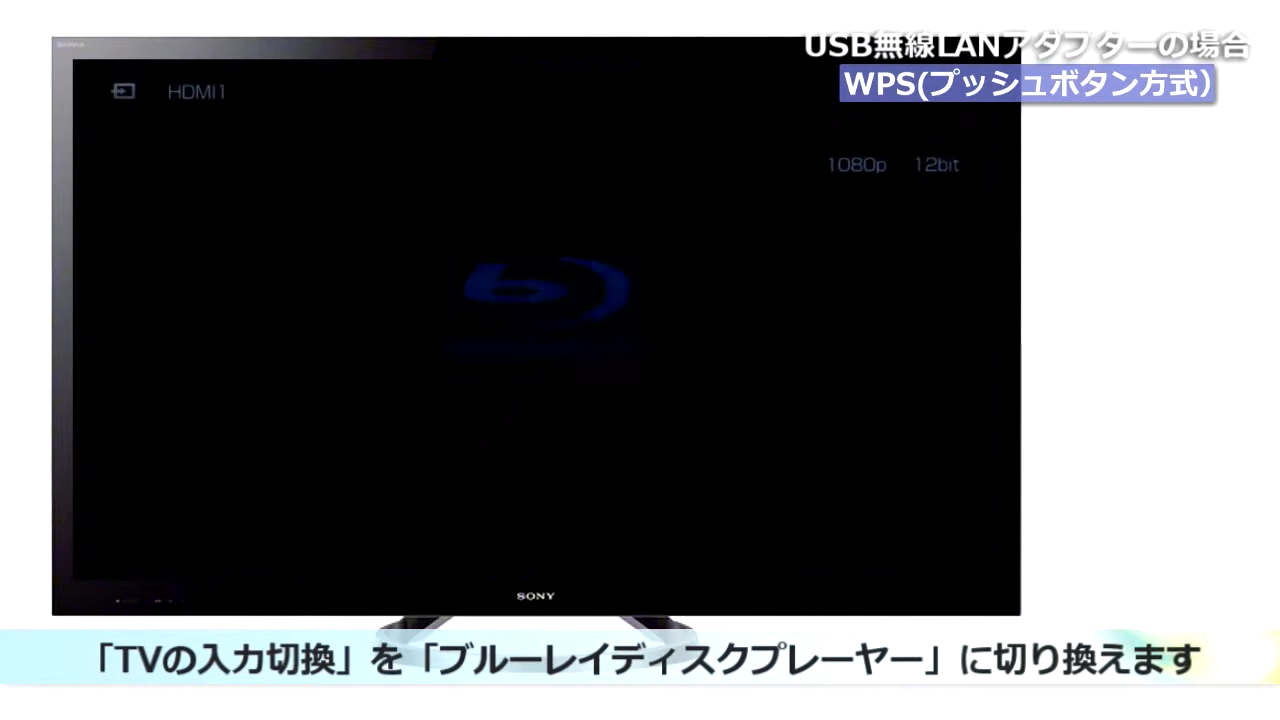 USB無線LANアダプターの場合
WPS(プッシュボタン方式)
HDMI1
1080p 12bit
SONY
「TVの入力切換」を「ブルーレイディスクプレーヤー」に切り換えます